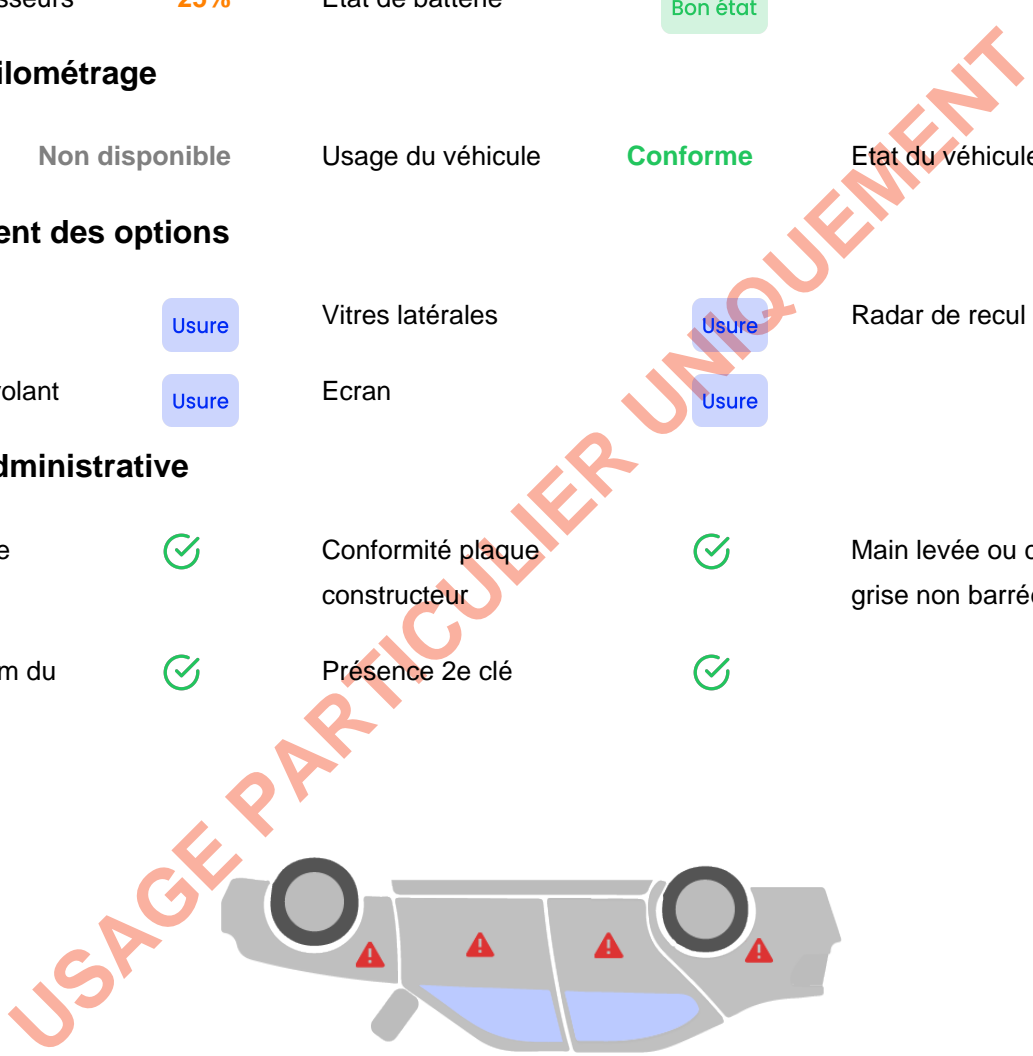 sseurs 25% Etat de batterie Bon état
ilométrage
Non disponible Usage du véhicule Conforme Etat du véhicule
ent des options
Usure Vitres latérales Usure Radar de recul
olant Usure Ecran Usure
dministrative
e Conformité plaque Main levée ou c
constructeur grise non barrée
m du Présence 2e clé
USAGE PARTICULIER UNIQUEMENT